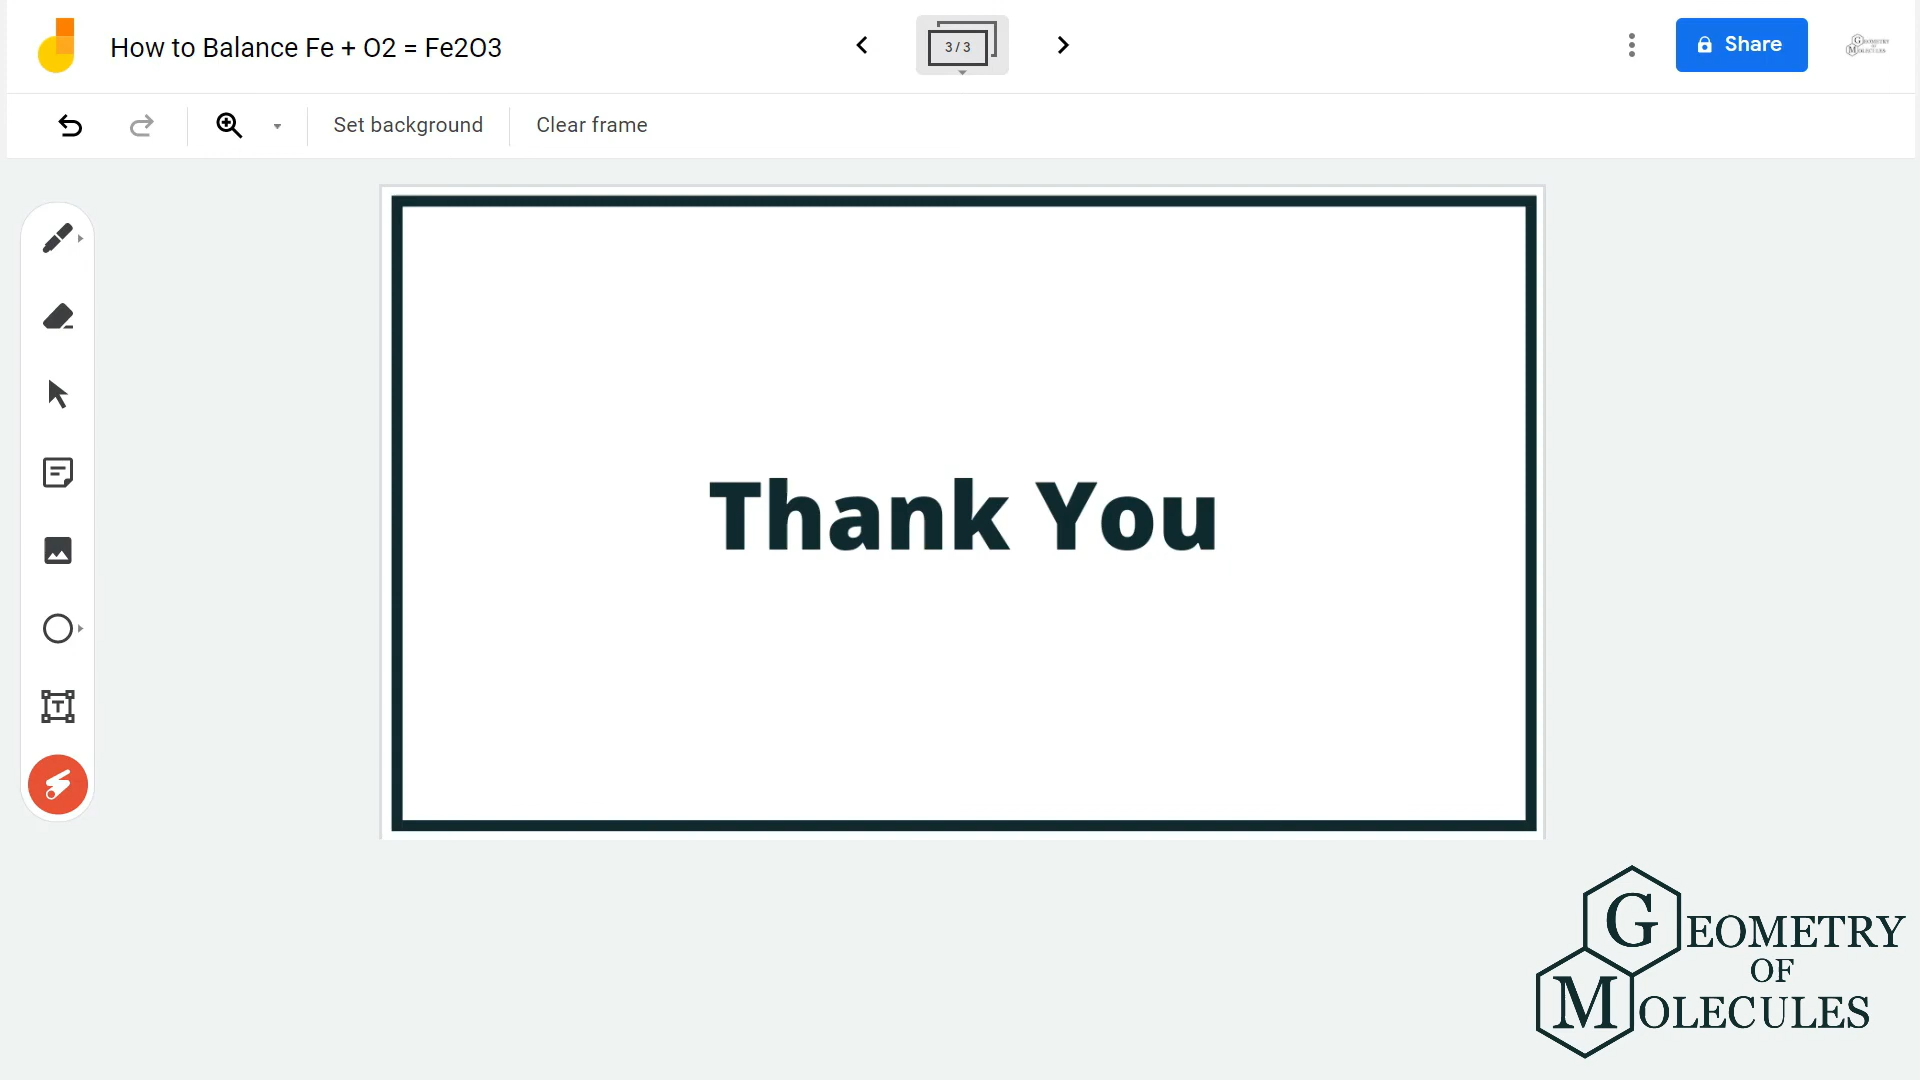 How to Balance Fe + O2 = Fe2O3
3 / 3
Share
Set background
Clear frame
Thank You
GEOMETRY
OF
MOLECULES